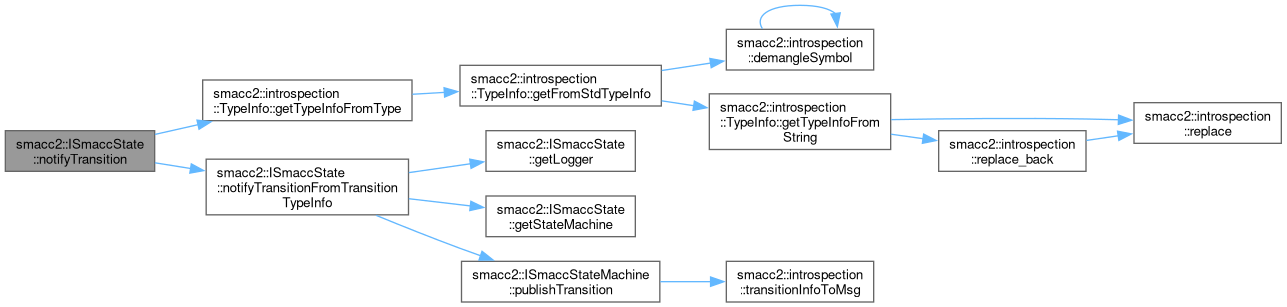 smacc2::ISmaccState
::notifyTransition
smacc2::introspection
::TypeInfo::getTypeInfoFromType
smacc2::introspection
::TypeInfo::getFromStdTypeInfo
smacc2::introspection
::demangleSymbol
smacc2::introspection
::TypeInfo::getTypeInfoFrom
String
smacc2::introspection
::replace
smacc2::introspection
::replace_back
smacc2::ISmaccState
::notifyTransitionFromTransition
TypeInfo
smacc2::ISmaccState
::getLogger
smacc2::ISmaccState
::getStateMachine
smacc2::ISmaccStateMachine
::publishTransition
smacc2::introspection
::transitionInfoToMsg